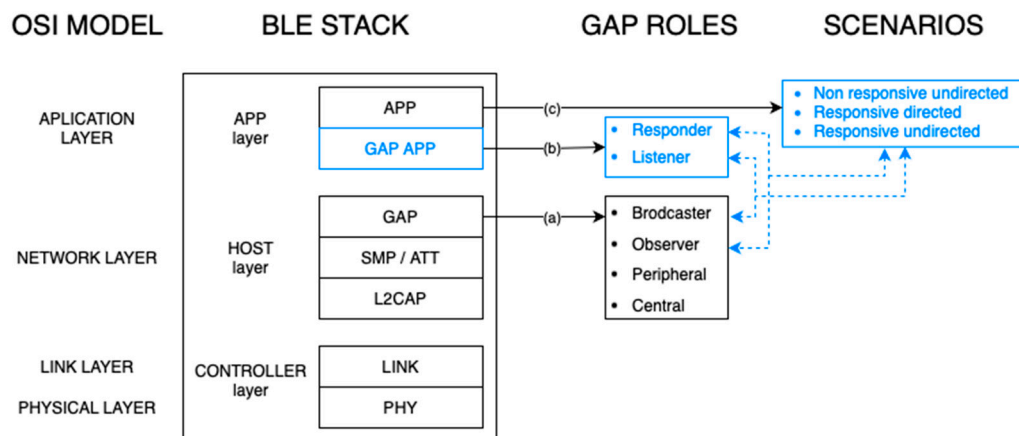 OSI MODEL
BLE STACK
GAP ROLES
SCENARIOS
APLICATION
LAYER
APP
layer
APP
GAP APP
(c)
(b)
• Responder
• Listener
• Non responsive undirected
• Responsive directed
• Responsive undirected
NETWORK LAYER
HOST
layer
GAP
SMP / ATT
L2CAP
(a)
• Brodcaster
• Observer
• Peripheral
• Central
LINK LAYER
PHYSICAL LAYER
CONTROLLER
layer
LINK
PHY